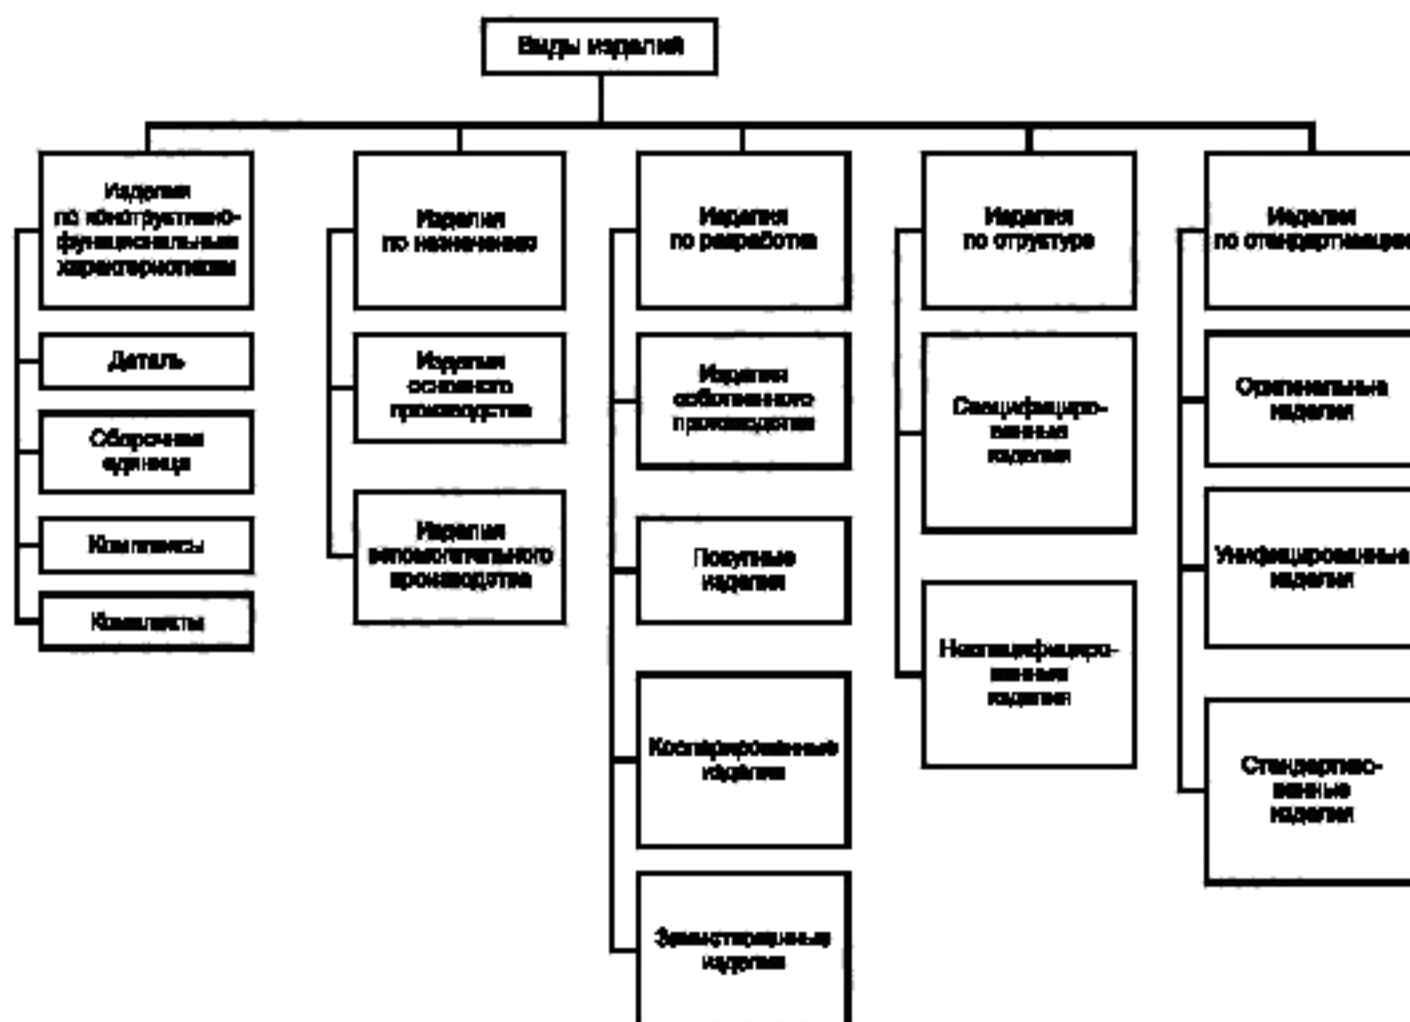 Виды изделий
Изделия
по конструктивно-
функциональным
характеристикам
Деталь
Сборочная
единица
Комплексы
Комплекты
Изделия
по назначению
Изделия
основного
производства
Изделия
вспомогательного
производства
Изделия
по разработке
Изделия
собственного
производства
Покупные
изделия
Кооперированные
изделия
Заимствованные
изделия
Изделия
по структуре
Специфициро-
ванные
изделия
Неспецифициро-
ванные
изделия
Изделия
по стандартизации
Оригинальные
изделия
Унифицированные
изделия
Стандартизо-
ванные
изделия